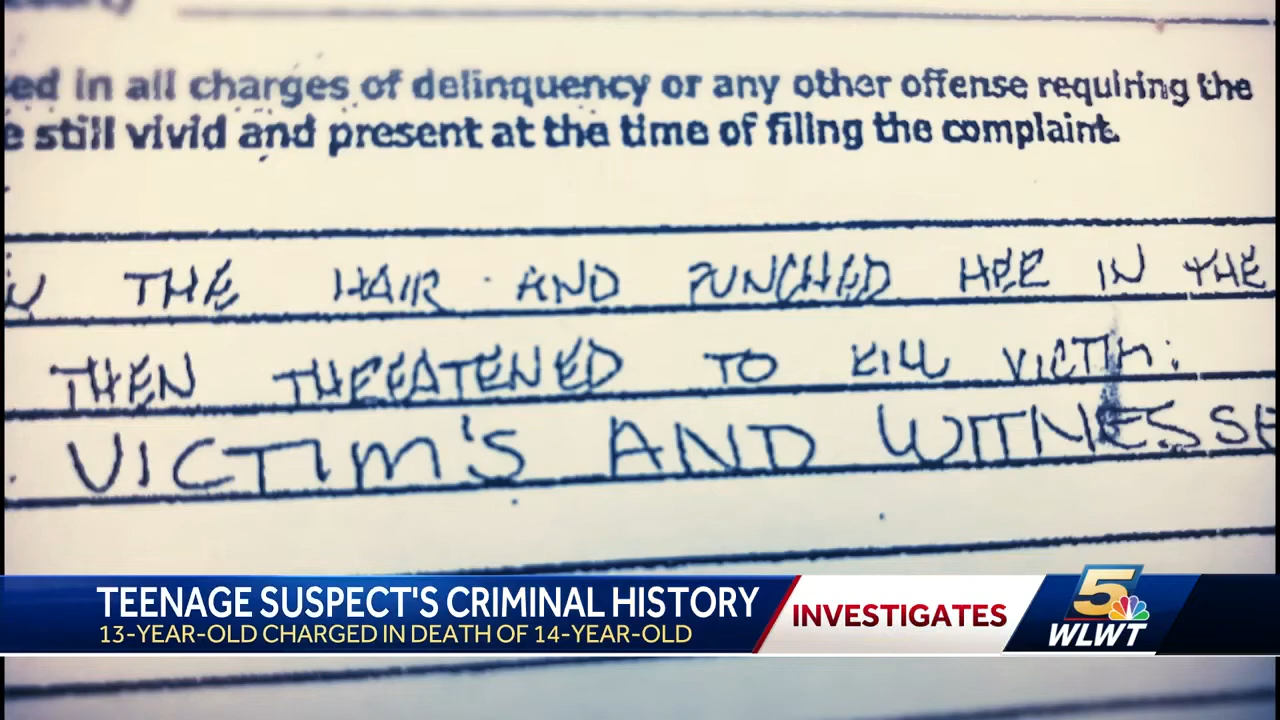 ed in all charges of delinquency or any other offense requiring the
e still vivid and present at the time of filing the complaint.
THE HAIR AND PUNCHED HER IN THE
THEN THREATENED TO KILL VICTIM.
VICTIM'S AND WITNESSE
TEENAGE SUSPECT'S CRIMINAL HISTORY
13-YEAR-OLD CHARGED IN DEATH OF 14-YEAR-OLD
INVESTIGATES
5
WLWT